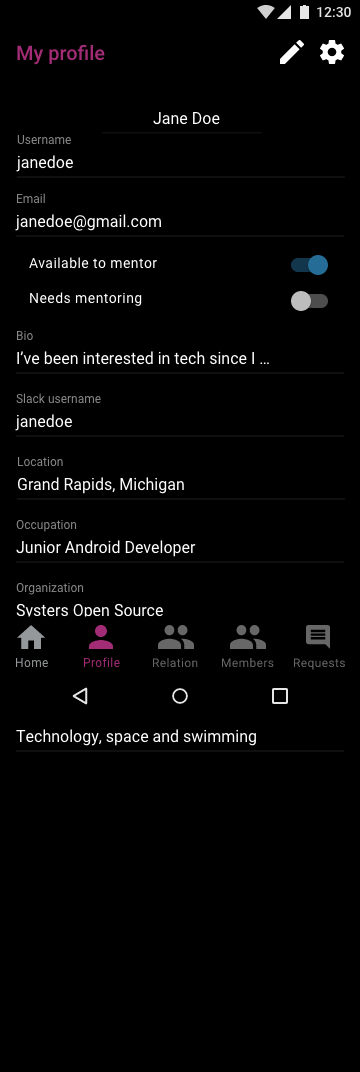 12:30
My profile
Jane Doe
Username
janedoe
Email
janedoe@gmail.com
Available to mentor
Needs mentoring
Bio
I’ve been interested in tech since I …
Slack username
janedoe
Location
Grand Rapids, Michigan
Occupation
Junior Android Developer
Organization
Systers Open Source
Home Profile Relation Members Requests
Technology, space and swimming